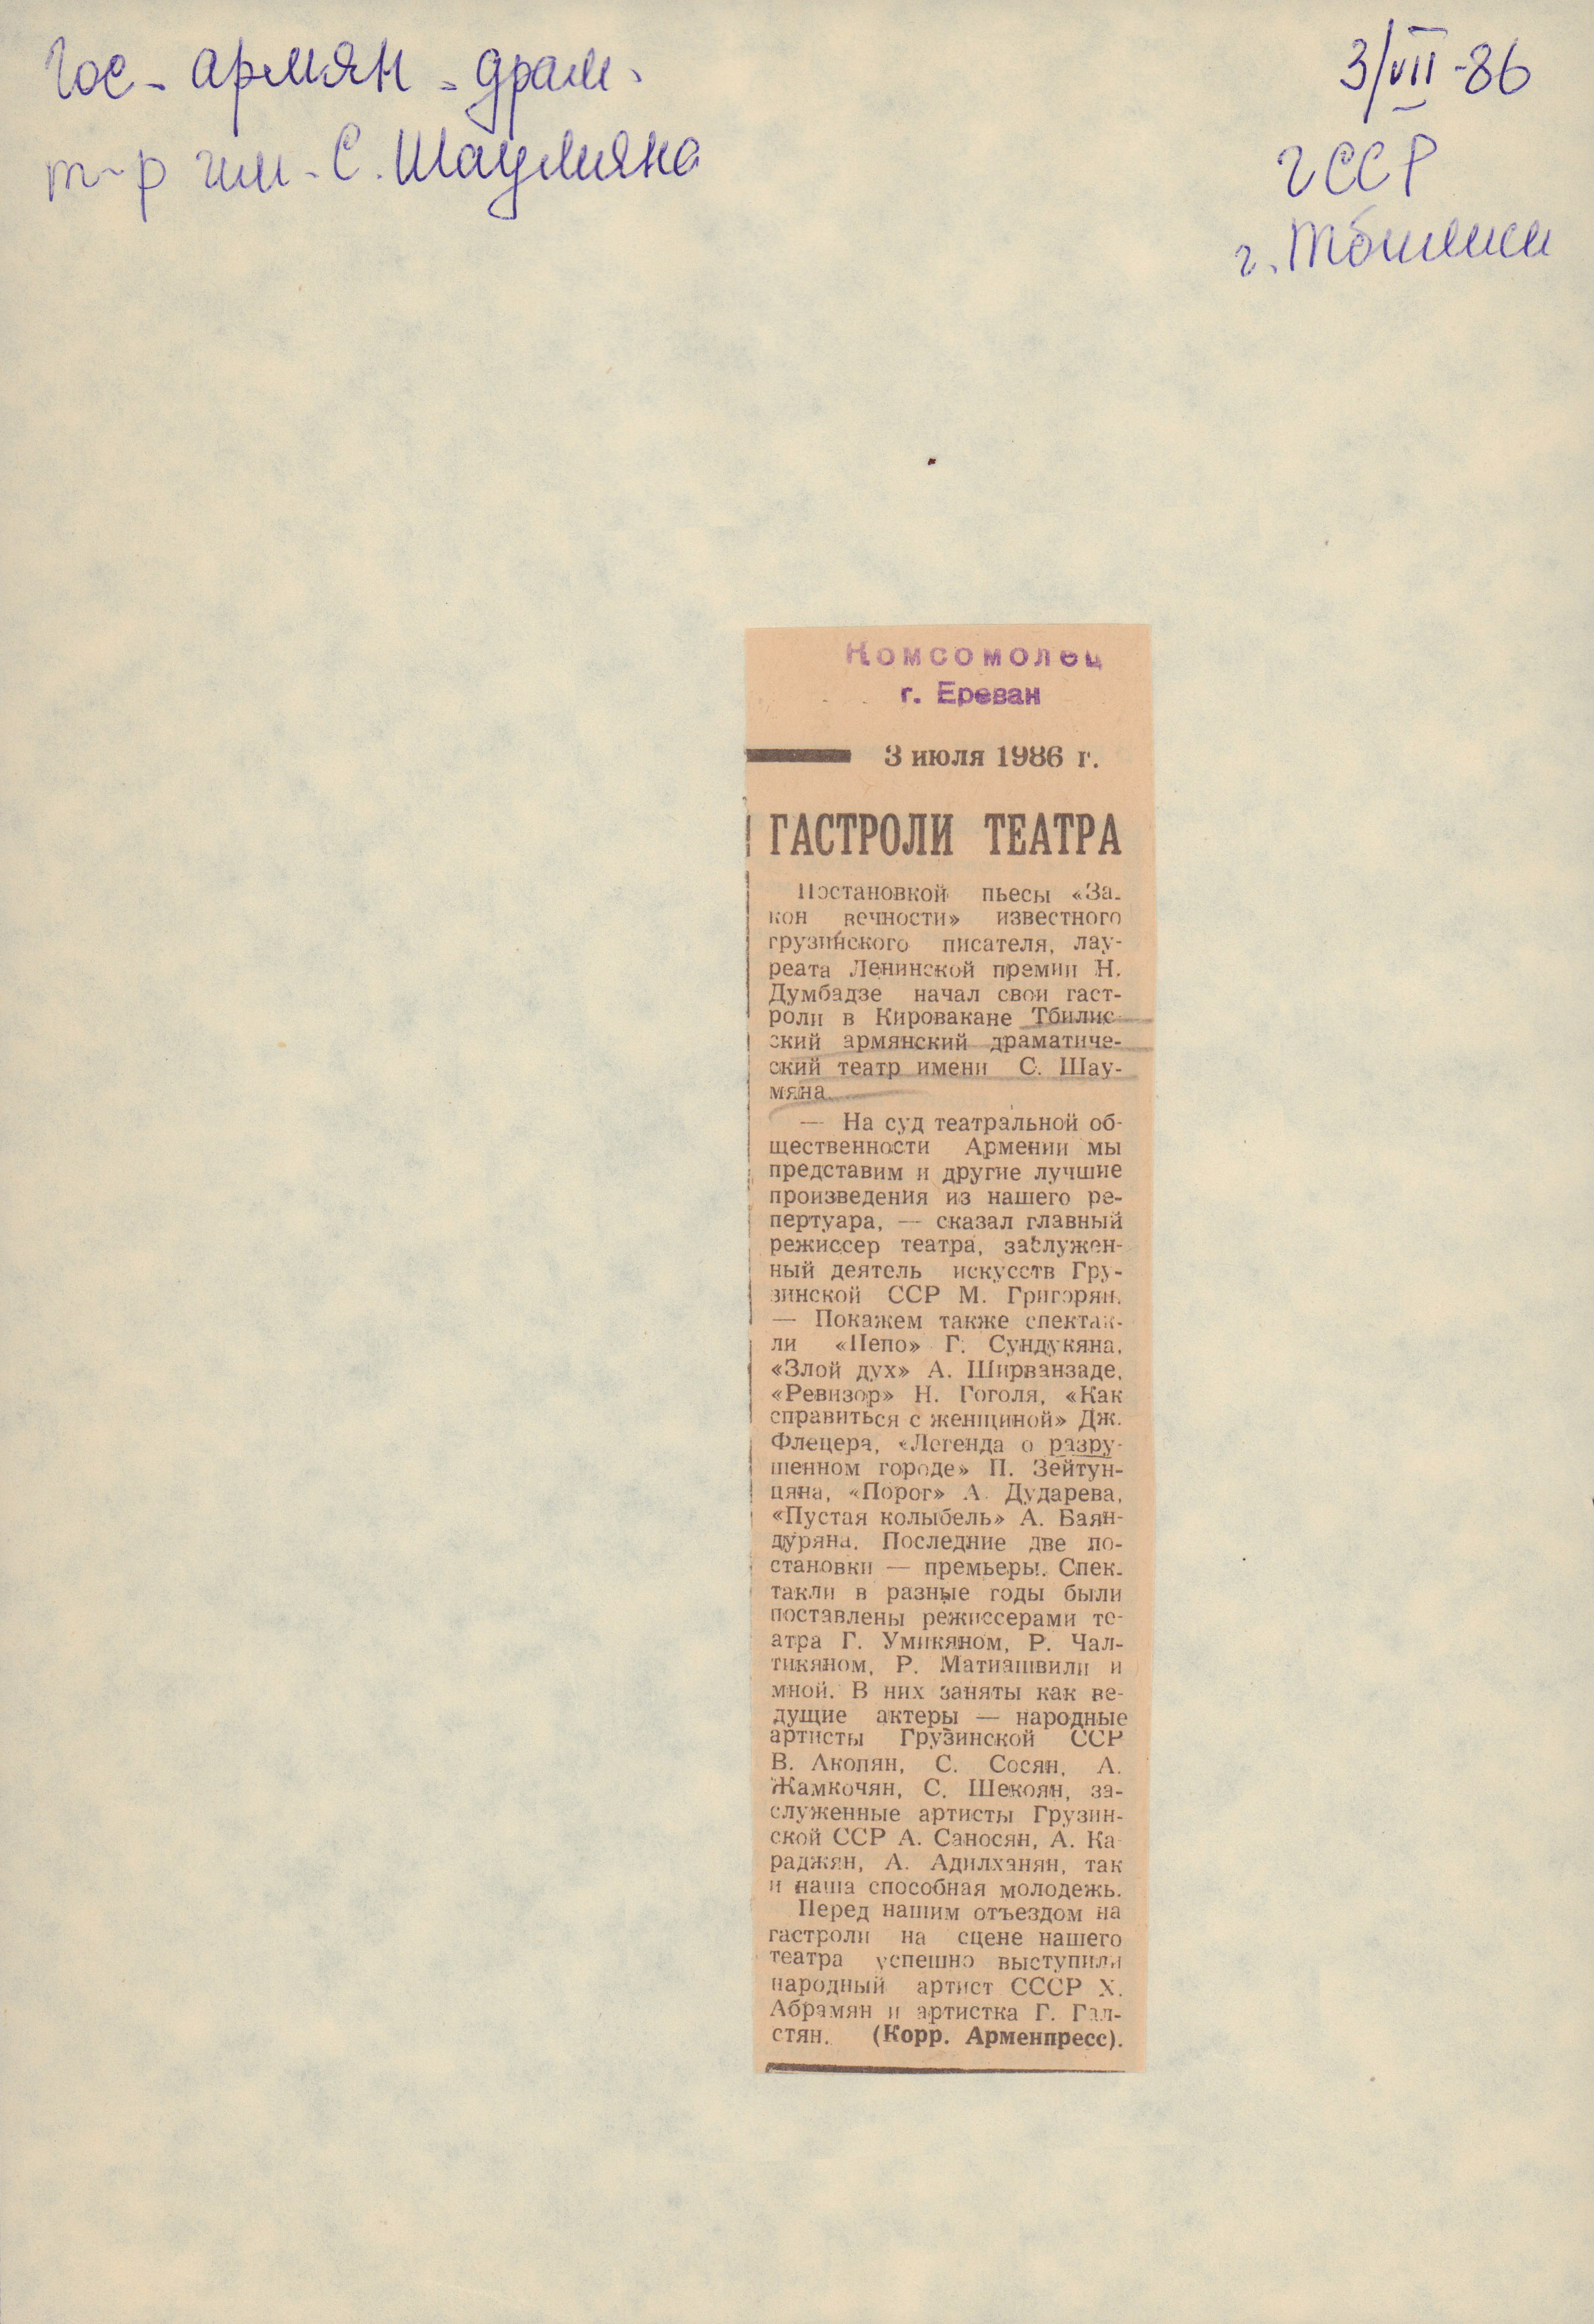 Гос. армян. драм.
т-р им. С. Шаумяна
3/VII-86
ГССР
г. Тбилиси
Комсомолец
г. Ереван
3 июля 1986 г.
ГАСТРОЛИ ТЕАТРА
Постановкой пьесы «За-
кон вечности» известного
грузинского писателя, лау-
реата Ленинской премии Н.
Думбадзе начал свои гаст-
роли в Кировакане Тбилис-
ский армянский драматиче-
ский театр имени С. Шау-
мяна.
— На суд театральной об-
щественности Армении мы
представим и другие лучшие
произведения из нашего ре-
пертуара, — сказал главный
режиссер театра, заслужен-
ный деятель искусств Гру-
зинской ССР М. Григорян.
— Покажем также спектак-
ли «Пепо» Г. Сундукяна,
«Злой дух» А. Ширванзаде,
«Ревизор» Н. Гоголя, «Как
справиться с женщиной» Дж.
Флецера, «Легенда о разру-
шенном городе» П. Зейтун-
цяна, «Порог» А. Дударева,
«Пустая колыбель» А. Баян-
дуряна. Последние две по-
становки — премьеры. Спек-
такли в разные годы были
поставлены режиссерами те-
атра Г. Умикяном, Р. Чал-
тикяном, Р. Матиашвили и
мной. В них заняты как ве-
дущие актеры — народные
артисты Грузинской ССР
В. Акопян, С. Сосян, А.
Жамкочян, С. Шекоян, за-
служенные артисты Грузин-
ской ССР А. Саносян, А. Ка-
раджян, А. Адилханян, так
и наша способная молодежь.
Перед нашим отъездом на
гастроли на сцене нашего
театра успешно выступили
народный артист СССР Х.
Абрамян и артистка Г. Гал-
стян. (Корр. Арменпресс).